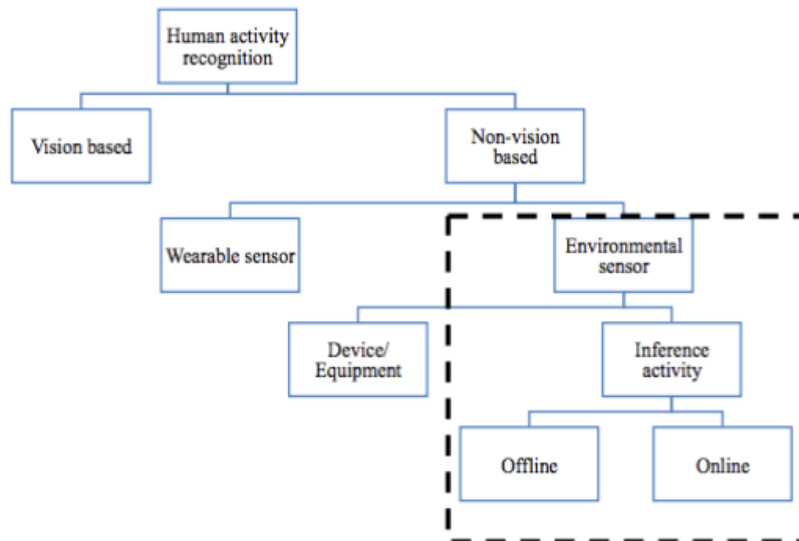 Human activity
recognition
Vision based
Non-vision
based
Wearable sensor
Environmental
sensor
Device/
Equipment
Inference
activity
Offline
Online